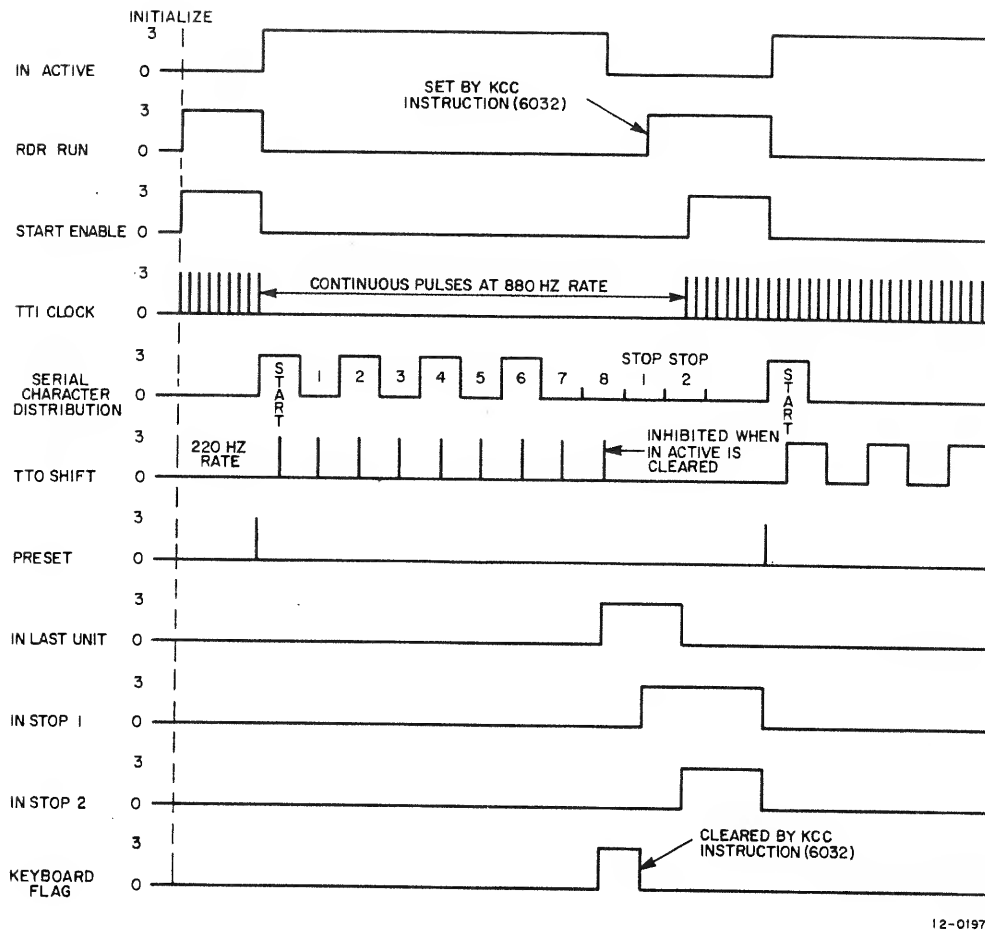 INITIALIZE
3
IN ACTIVE 0
SET BY KCC
INSTRUCTION (6032)
3
RDR RUN 0
3
START ENABLE 0
3
CONTINUOUS PULSES AT 880 HZ RATE
TTI CLOCK 0
3
STOP STOP
SERIAL
CHARACTER
DISTRIBUTION
0
START 1 2 3 4 5 6 7 8 1 2 START
3
220 HZ
RATE
INHIBITED WHEN
IN ACTIVE IS
CLEARED
TTO SHIFT 0
3
PRESET 0
3
IN LAST UNIT 0
3
IN STOP 1 0
3
IN STOP 2 0
3
CLEARED BY KCC
INSTRUCTION (6032)
KEYBOARD
FLAG
0
12-0197